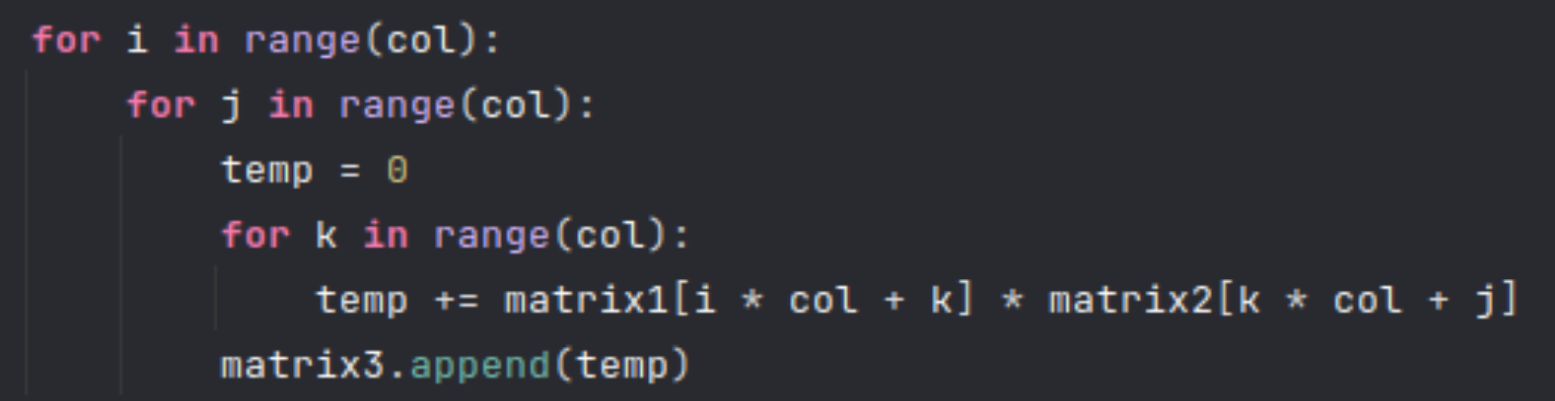 for i in range(col):
    for j in range(col):
        temp = 0
        for k in range(col):
            temp += matrix1[i * col + k] * matrix2[k * col + j]
        matrix3.append(temp)